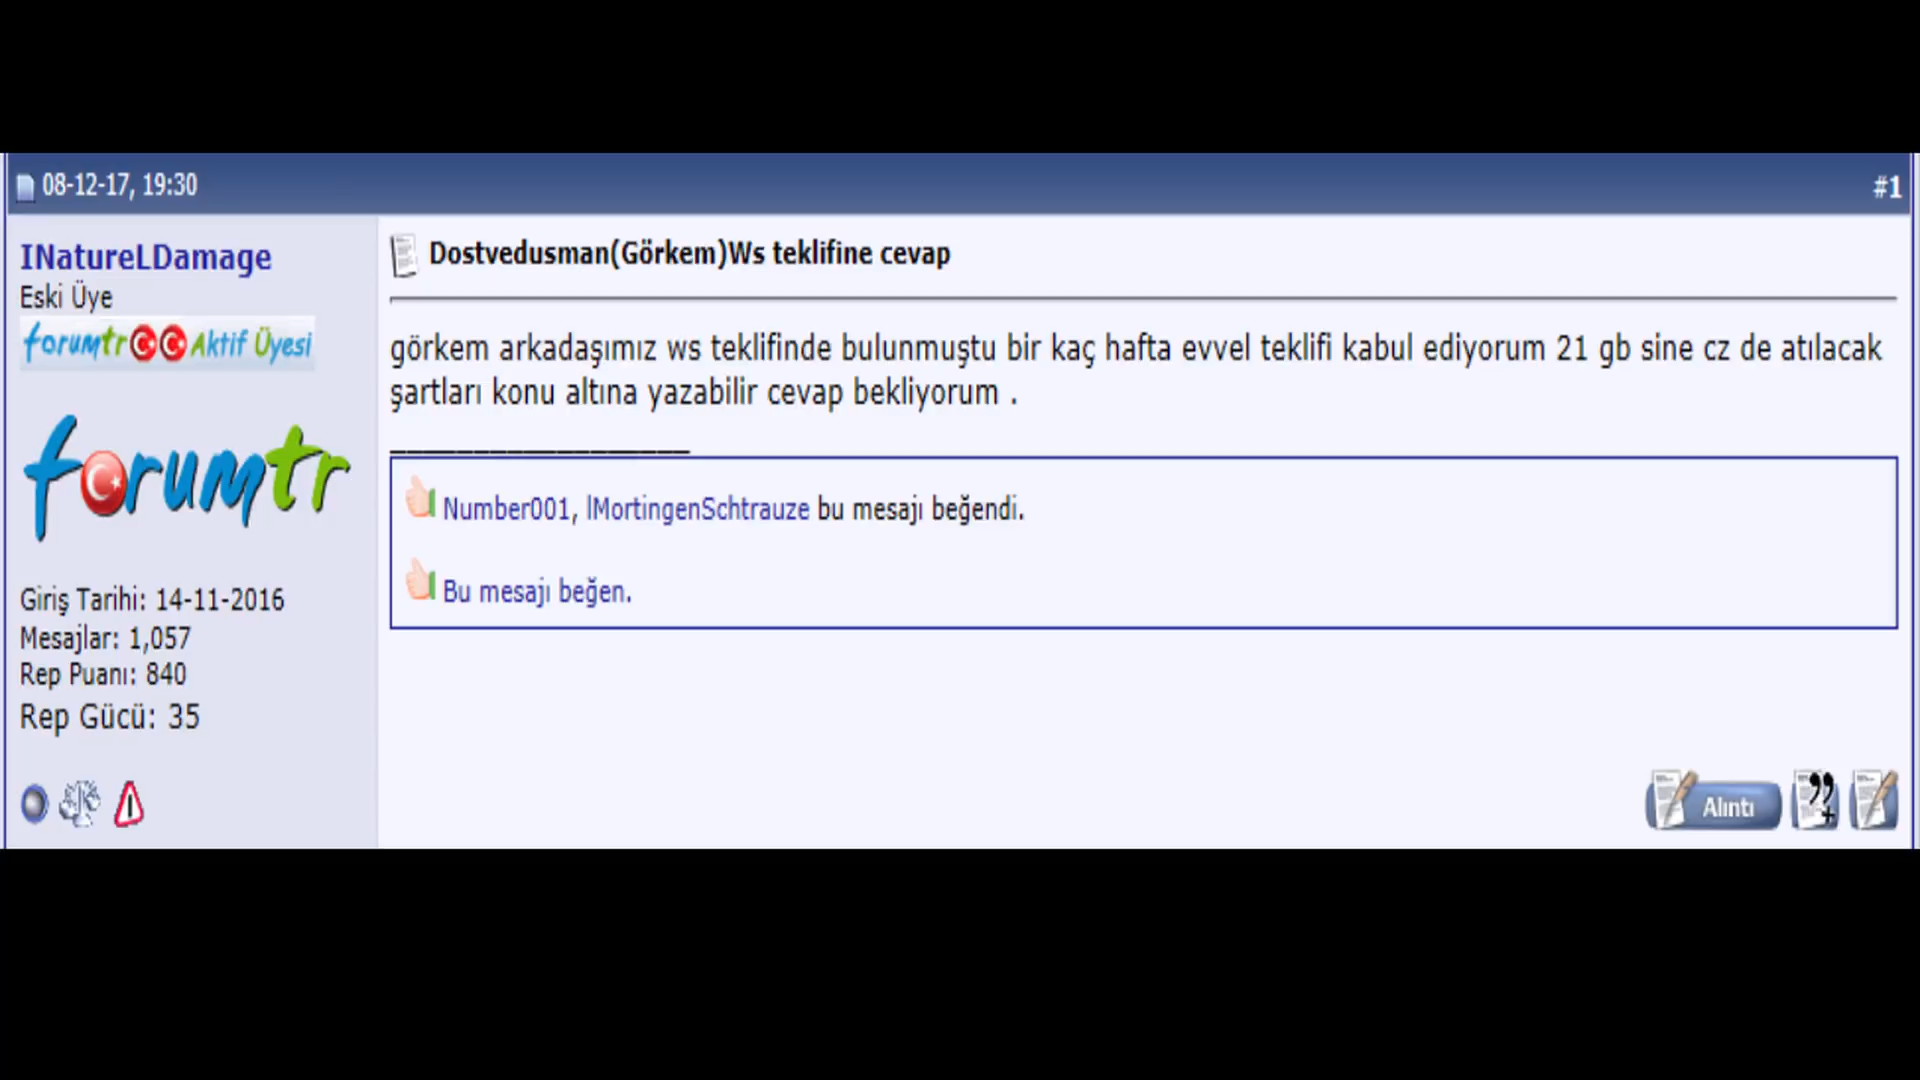 08-12-17, 19:30
#1
INatureLDamage
Eski Üye
forumtr Aktif Üyesi
forumtr
Giriş Tarihi: 14-11-2016
Mesajlar: 1,057
Rep Puanı: 840
Rep Gücü: 35
Dostvedusman(Görkem)Ws teklifine cevap
görkem arkadaşımız ws teklifinde bulunmuştu bir kaç hafta evvel teklifi kabul ediyorum 21 gb sine cz de atılacak
şartları konu altına yazabilir cevap bekliyorum .
__________________
Number001, lMortingenSchtrauze bu mesajı beğendi.
Bu mesajı beğen.
Alıntı